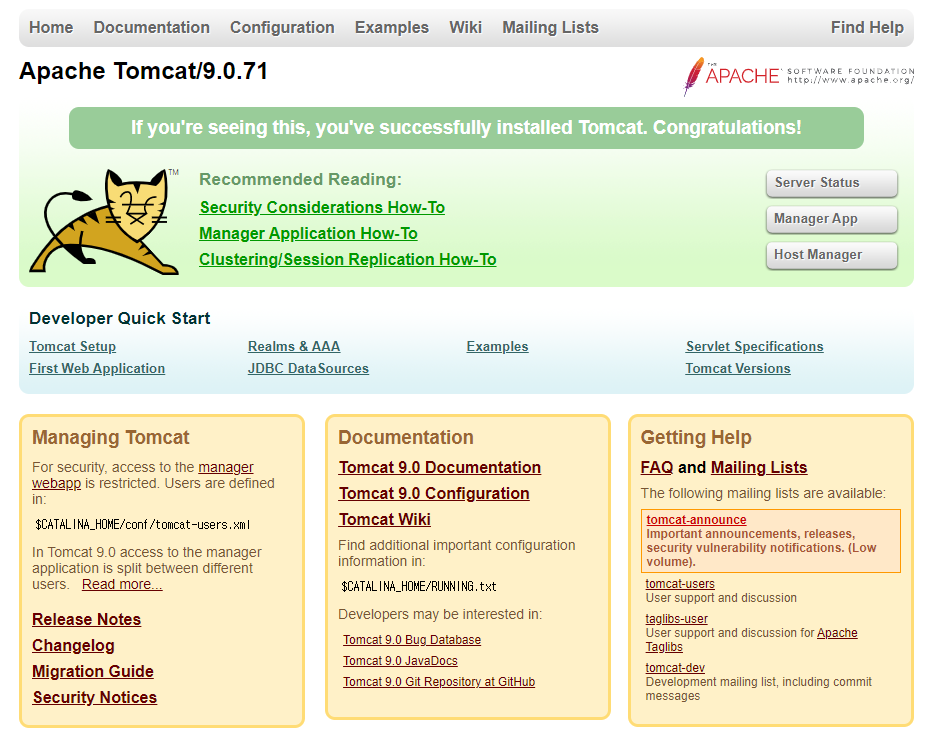 Home Documentation Configuration Examples Wiki Mailing Lists Find Help
Apache Tomcat/9.0.71
THE APACHE® SOFTWARE FOUNDATION
http://www.apache.org/
If you're seeing this, you've successfully installed Tomcat. Congratulations!
TM
Recommended Reading:
Security Considerations How-To
Manager Application How-To
Clustering/Session Replication How-To
Server Status
Manager App
Host Manager
Developer Quick Start
Tomcat Setup
First Web Application
Realms & AAA
JDBC DataSources
Examples
Servlet Specifications
Tomcat Versions
Managing Tomcat
For security, access to the manager
webapp is restricted. Users are defined
in:
$CATALINA_HOME/conf/tomcat-users.xml
In Tomcat 9.0 access to the manager
application is split between different
users. Read more...
Release Notes
Changelog
Migration Guide
Security Notices
Documentation
Tomcat 9.0 Documentation
Tomcat 9.0 Configuration
Tomcat Wiki
Find additional important configuration
information in:
$CATALINA_HOME/RUNNING.txt
Developers may be interested in:
Tomcat 9.0 Bug Database
Tomcat 9.0 JavaDocs
Tomcat 9.0 Git Repository at GitHub
Getting Help
FAQ and Mailing Lists
The following mailing lists are available:
tomcat-announce
Important announcements, releases,
security vulnerability notifications. (Low
volume).
tomcat-users
User support and discussion
taglibs-user
User support and discussion for Apache
Taglibs
tomcat-dev
Development mailing list, including commit
messages